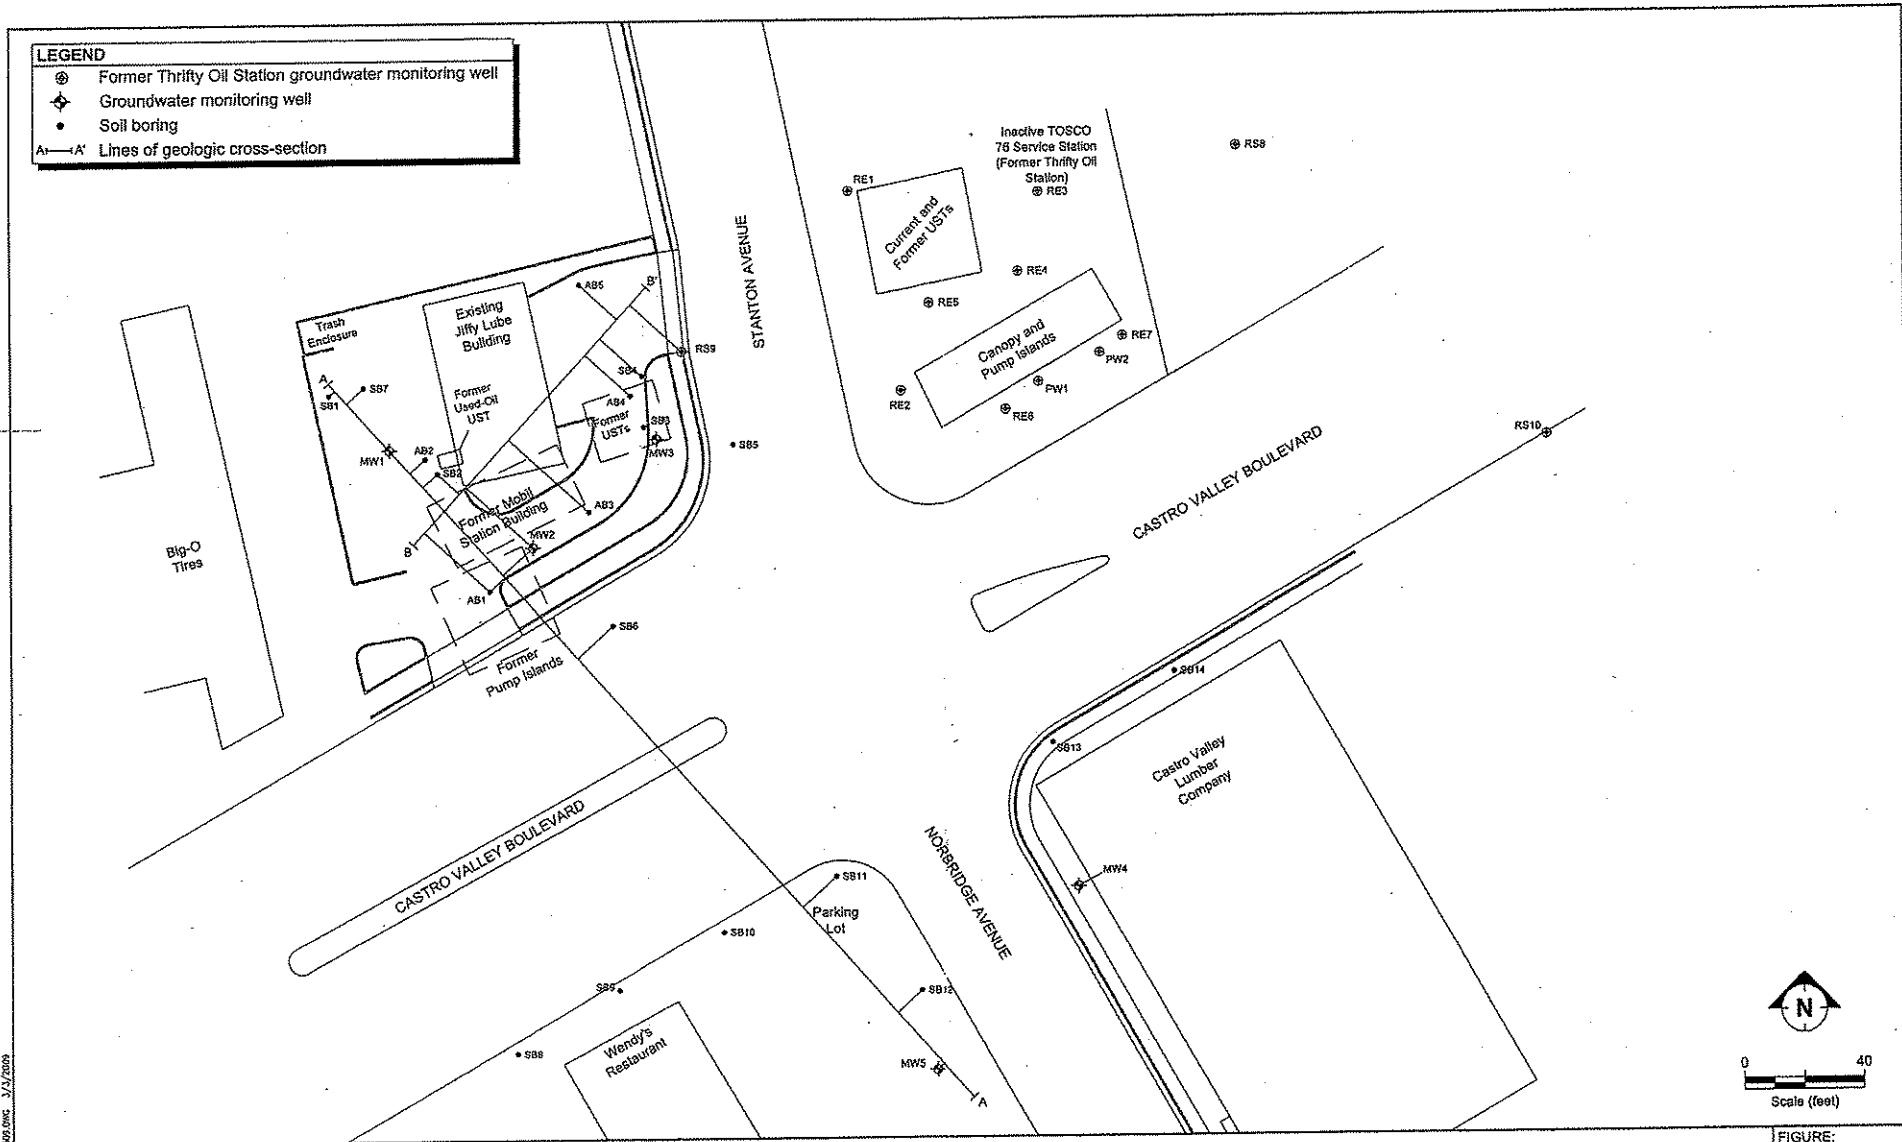 LEGEND
Former Thrifty Oil Station groundwater monitoring well
Groundwater monitoring well
Soil boring
A A' Lines of geologic cross-section
Inactive TOSCO
76 Service Station
(Former Thrifty Oil
Station)
RS8
RE1
RE3
Current and
Former USTs
RE4
RE5
Canopy and
Pump Islands
RE7
PW2
PW1
RE2
RE6
STANTON AVENUE
AB5
B'
Existing
Jiffy Lube
Building
Trash
Enclosure
RS9
A
SB7
SB1
SB4
AB4
Former
Used-Oil
UST
Former
USTs
SB3
MW3
SB5
MW1
AB2
SB2
Former Mobil
Station Building
AB3
MW2
B
AB1
Big-O
Tires
SB6
Former
Pump Islands
RS10
CASTRO VALLEY BOULEVARD
SB14
SB13
Castro Valley
Lumber
Company
CASTRO VALLEY BOULEVARD
NORBRIDGE AVENUE
MW4
SB11
Parking
Lot
SB10
SB9
SB12
SB8
Wendy's
Restaurant
MW5
A
N
0 40
Scale (feet)
FIGURE:
3/3/2009